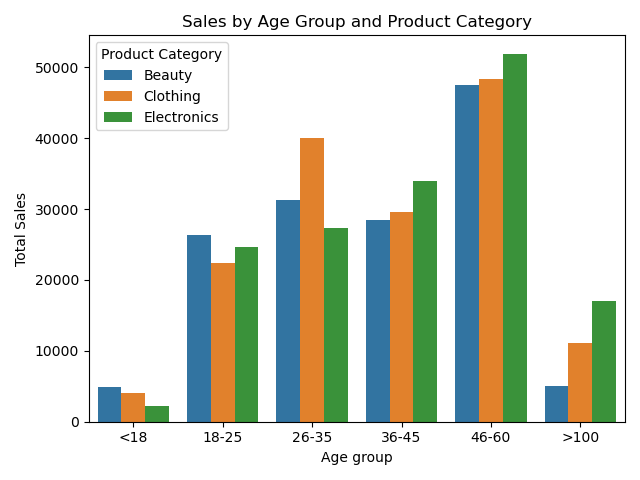 Sales by Age Group and Product Category
Product Category
Beauty
Clothing
Electronics
Total Sales
50000
40000
30000
20000
10000
0
<18 18-25 26-35 36-45 46-60 >100
Age group